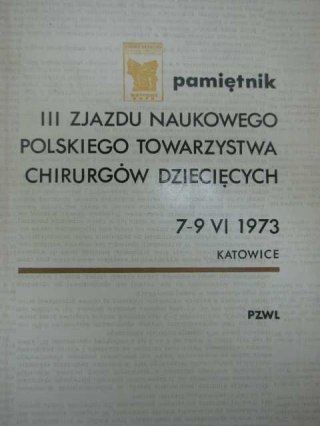 pamiętnik
III ZJAZDU NAUKOWEGO
POLSKIEGO TOWARZYSTWA
CHIRURGÓW DZIECIĘCYCH
7-9 VI 1973
KATOWICE
PZWL